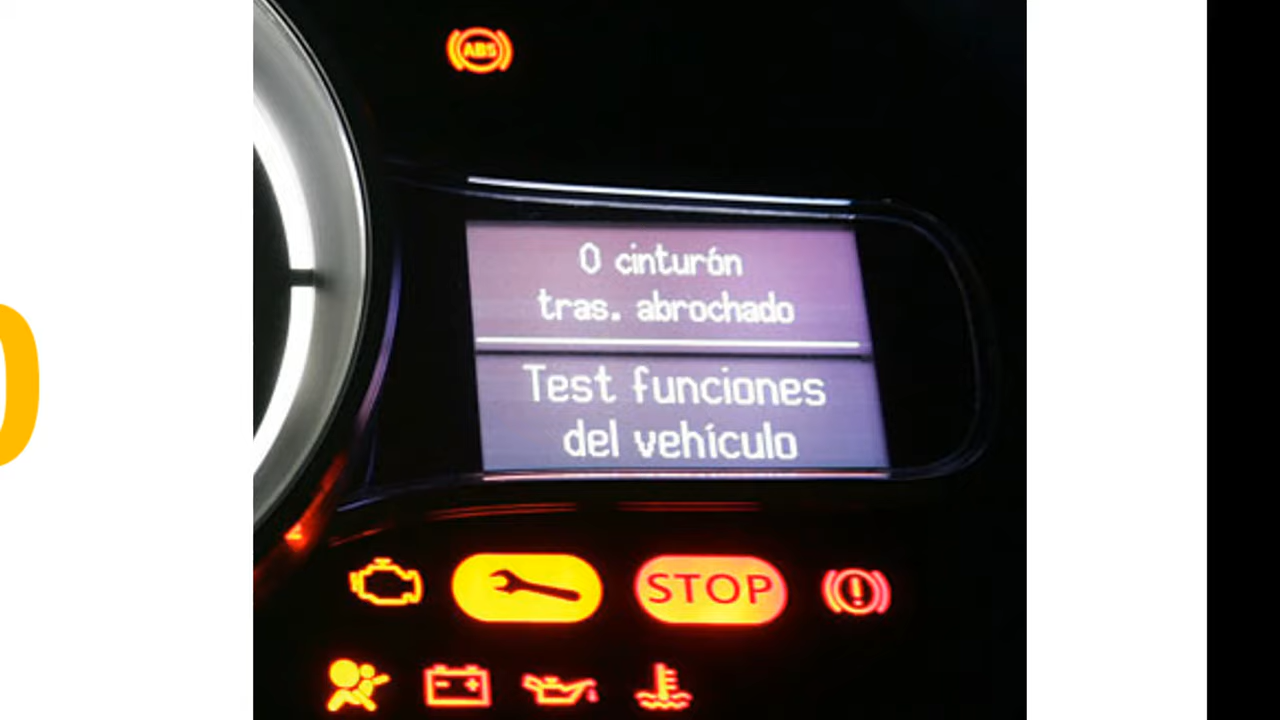 ABS
0 cinturón
tras. abrochado
Test funciones
del vehículo
STOP